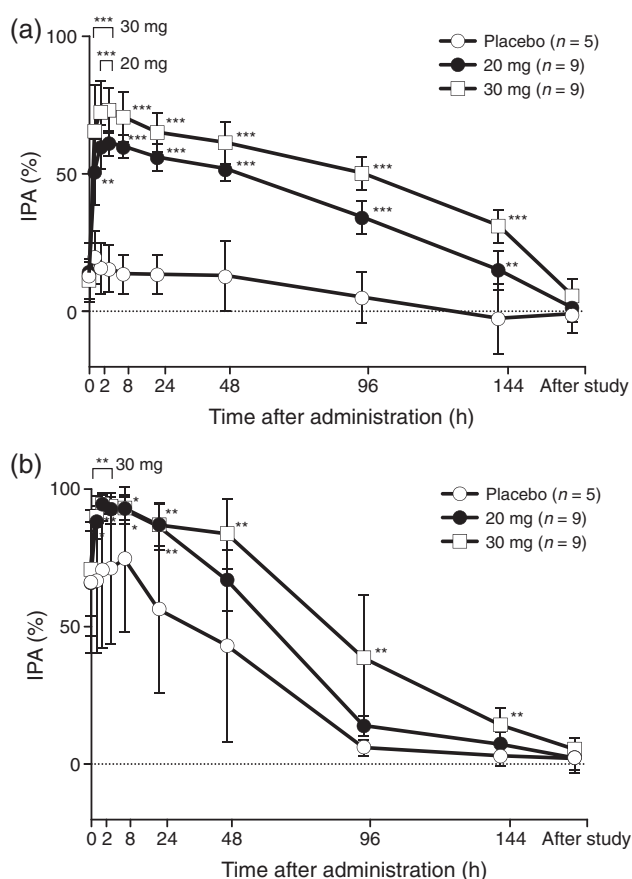 (a)
*** 30 mg
*** 20 mg
Placebo (n = 5)
20 mg (n = 9)
30 mg (n = 9)
100
50
0
IPA (%)
***
***
***
***
***
***
***
***
***
**
**
0 2 8 24 48 96 144 After study
Time after administration (h)
(b)
** 30 mg
Placebo (n = 5)
20 mg (n = 9)
30 mg (n = 9)
100
50
0
IPA (%)
*
*
**
**
**
**
**
0 2 8 24 48 96 144 After study
Time after administration (h)